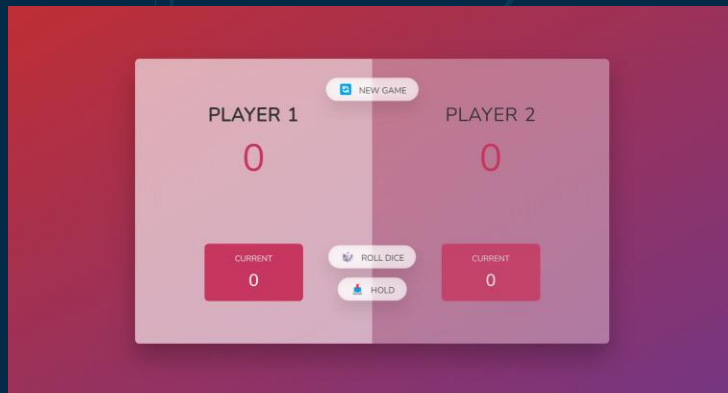 NEW GAME
PLAYER 1
0
CURRENT
0
PLAYER 2
0
CURRENT
0
ROLL DICE
HOLD